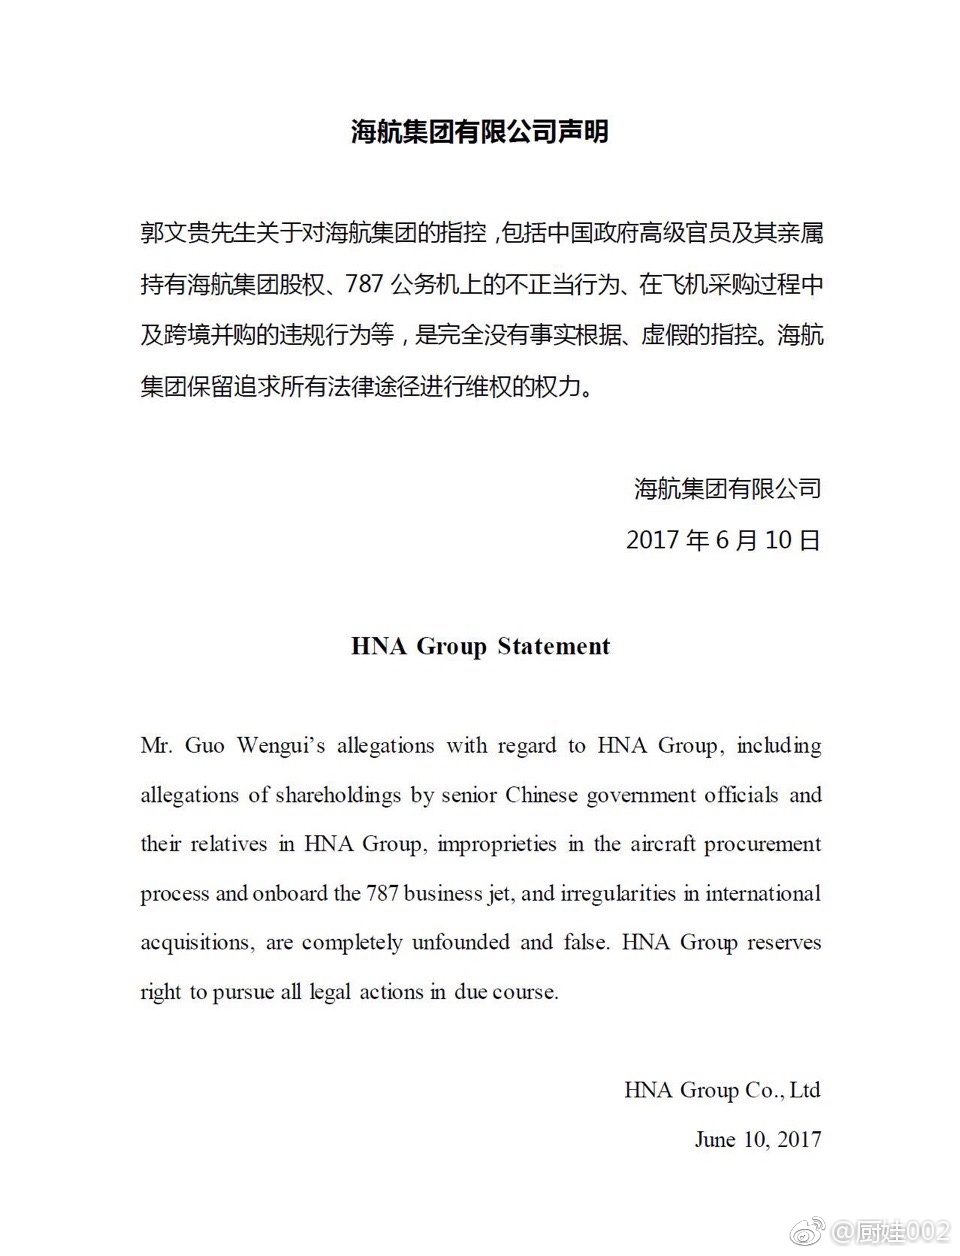 海航集团有限公司声明
郭文贵先生关于对海航集团的指控,包括中国政府高级官员及其亲属
持有海航集团股权、787 公务机上的不正当行为、在飞机采购过程中
及跨境并购的违规行为等,是完全没有事实根据、虚假的指控。海航
集团保留追求所有法律途径进行维权的权力。
海航集团有限公司
2017 年 6 月 10 日
HNA Group Statement
Mr. Guo Wengui’s allegations with regard to HNA Group, including
allegations of shareholdings by senior Chinese government officials and
their relatives in HNA Group, improprieties in the aircraft procurement
process and onboard the 787 business jet, and irregularities in international
acquisitions, are completely unfounded and false. HNA Group reserves
right to pursue all legal actions in due course.
HNA Group Co., Ltd
June 10, 2017
@厨娃002